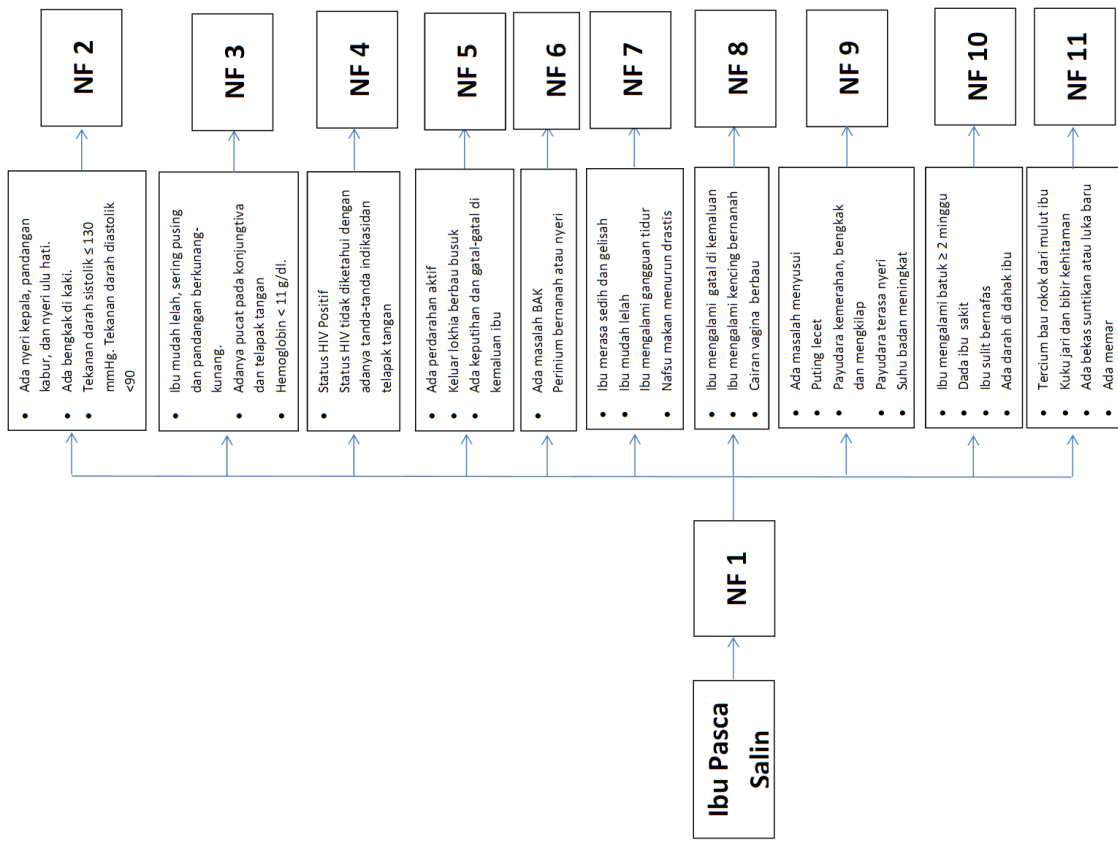 Ibu Pasca
Salin
NF 1
Ada nyeri kepala, pandangan
kabur, dan nyeri ulu hati.
Ada bengkak di kaki.
Tekanan darah sistolik ≤ 130
mmHg. Tekanan darah diastolik
<90
NF 2
Ibu mudah lelah, sering pusing
dan pandangan berkunang-
kunang.
Adanya pucat pada konjungtiva
dan telapak tangan
Hemoglobin < 11 g/dl.
NF 3
Status HIV Positif
Status HIV tidak diketahui dengan
adanya tanda-tanda indikasidan
telapak tangan
NF 4
Ada perdarahan aktif
Keluar lokhia berbau busuk
Ada keputihan dan gatal-gatal di
kemaluan ibu
NF 5
Ada masalah BAK
Perinium bernanah atau nyeri
NF 6
Ibu merasa sedih dan gelisah
Ibu mudah lelah
Ibu mengalami gangguan tidur
Nafsu makan menurun drastis
NF 7
Ibu mengalami gatal di kemaluan
Ibu mengalami kencing bernanah
Cairan vagina berbau
NF 8
Ada masalah menyusui
Puting lecet
Payudara kemerahan, bengkak
dan mengkilap
Payudara terasa nyeri
Suhu badan meningkat
NF 9
Ibu mengalami batuk ≥ 2 minggu
Dada ibu sakit
Ibu sulit bernafas
Ada darah di dahak ibu
NF 10
Tercium bau rokok dari mulut ibu
Kuku jari dan bibir kehitaman
Ada bekas suntikan atau luka baru
Ada memar
NF 11